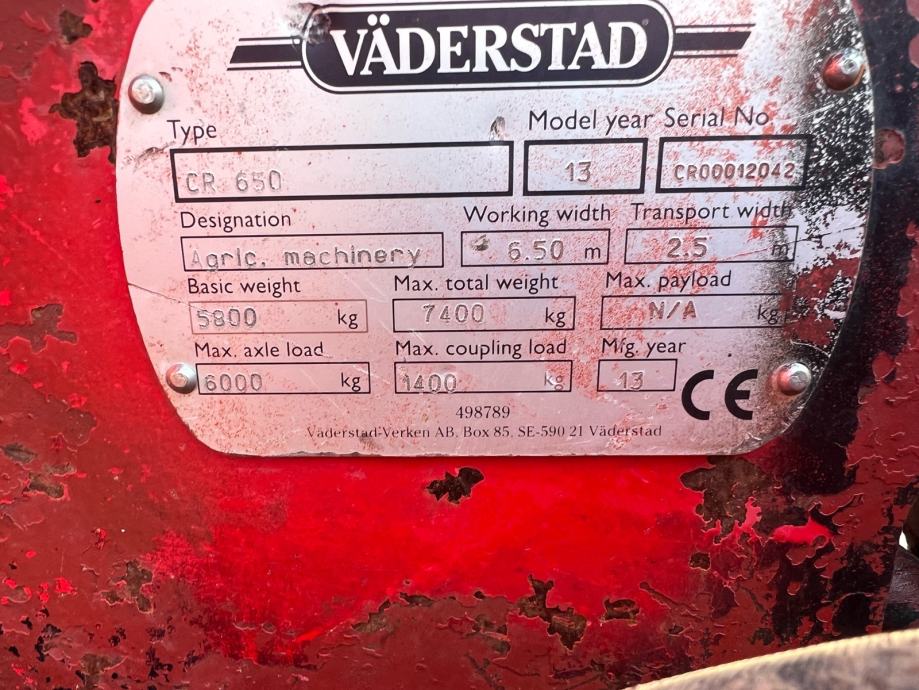 VÄDERSTAD
Type Model year Serial No
CR 650 13 CR00012042
Designation Working width Transport width
Agric. machinery 6.50 m 2.5 m
Basic weight Max. total weight Max. payload
5800 kg 7400 kg N/A kg
Max. axle load Max. coupling load Mfg. year
6000 kg 1400 kg 13 CE
498789
Väderstad-Verken AB, Box 85, SE-590 21 Väderstad